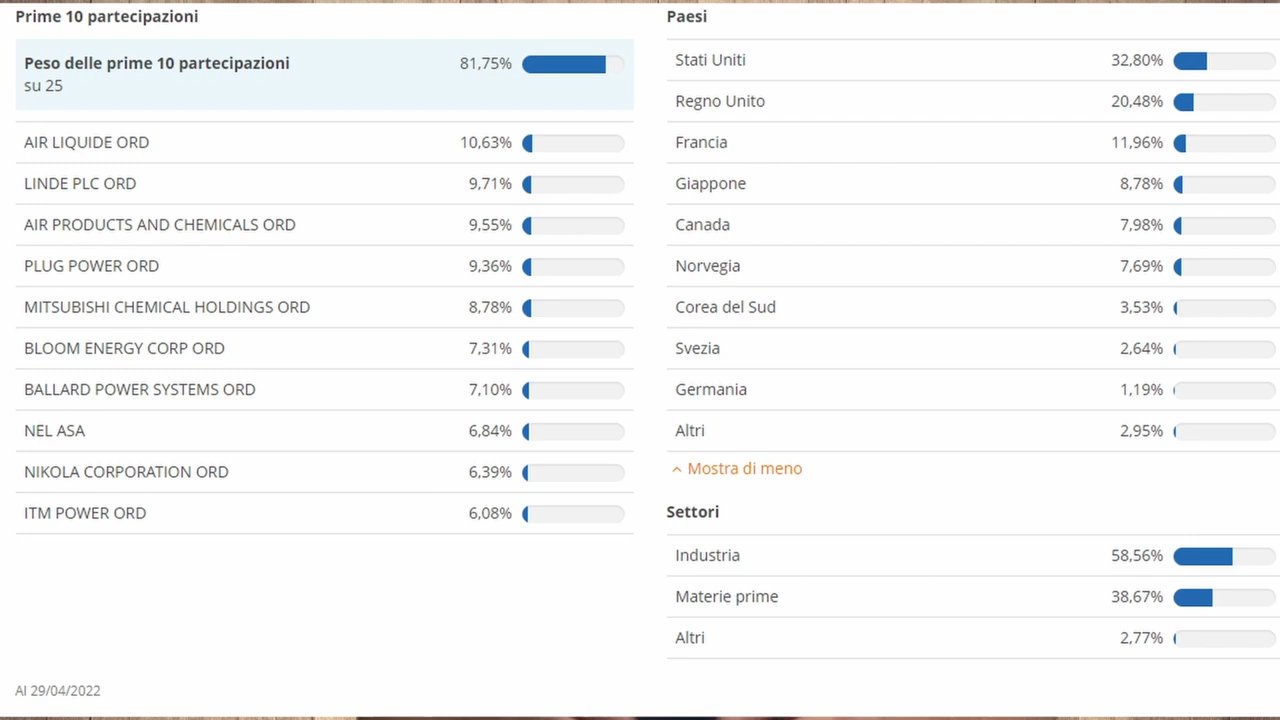 Prime 10 partecipazioni
Peso delle prime 10 partecipazioni 81,75%
su 25
AIR LIQUIDE ORD 10,63%
LINDE PLC ORD 9,71%
AIR PRODUCTS AND CHEMICALS ORD 9,55%
PLUG POWER ORD 9,36%
MITSUBISHI CHEMICAL HOLDINGS ORD 8,78%
BLOOM ENERGY CORP ORD 7,31%
BALLARD POWER SYSTEMS ORD 7,10%
NEL ASA 6,84%
NIKOLA CORPORATION ORD 6,39%
ITM POWER ORD 6,08%
Al 29/04/2022
Paesi
Stati Uniti 32,80%
Regno Unito 20,48%
Francia 11,96%
Giappone 8,78%
Canada 7,98%
Norvegia 7,69%
Corea del Sud 3,53%
Svezia 2,64%
Germania 1,19%
Altri 2,95%
Mostra di meno
Settori
Industria 58,56%
Materie prime 38,67%
Altri 2,77%